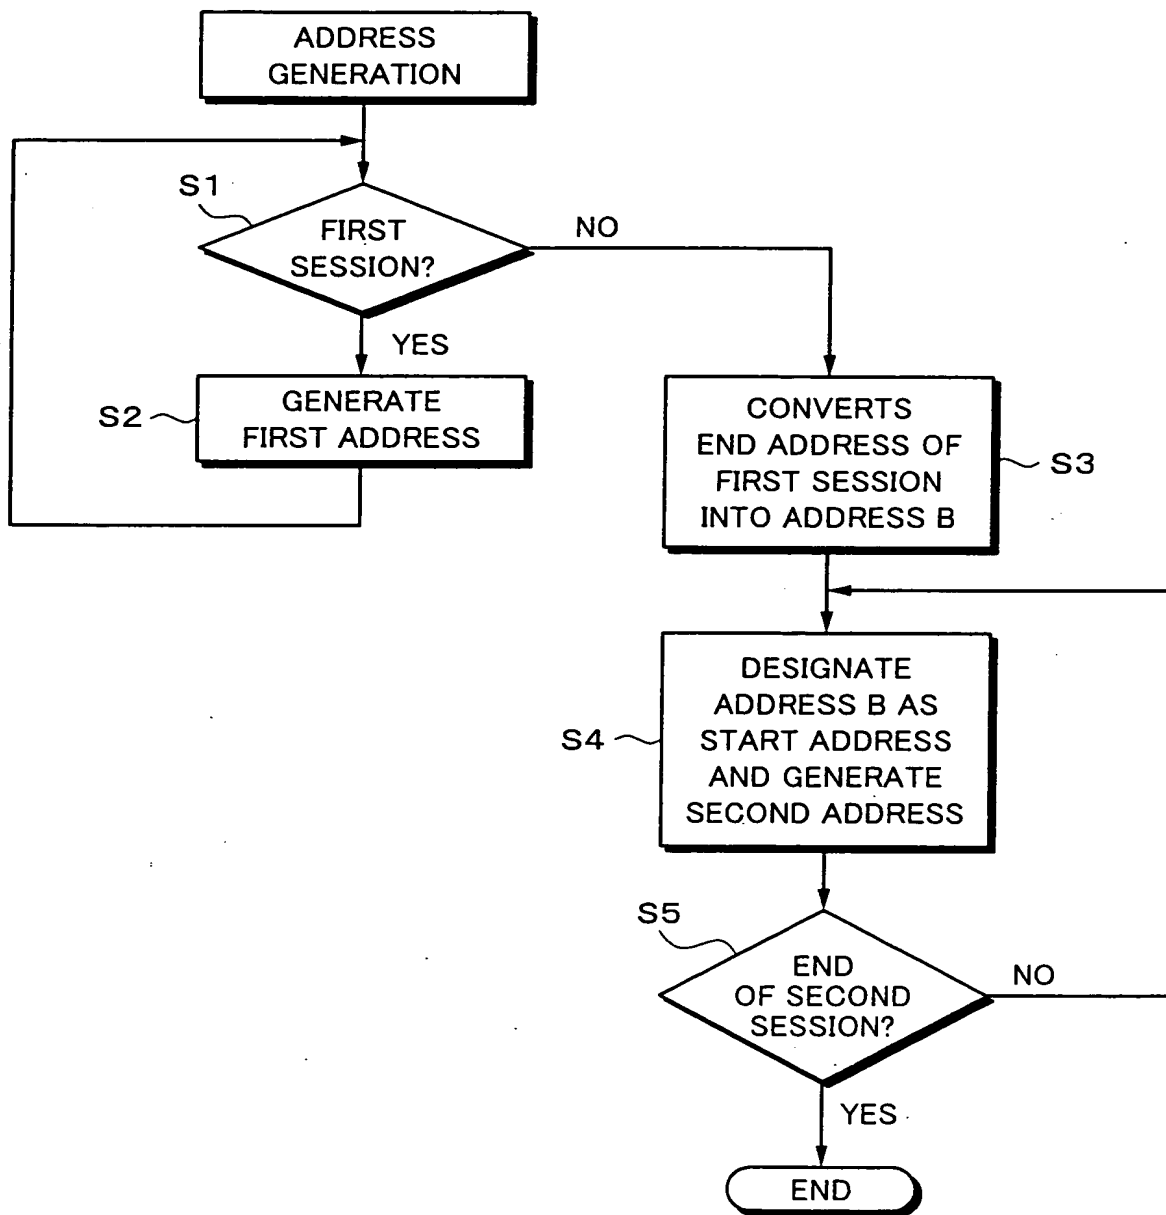 ADDRESS
GENERATION
S1
FIRST
SESSION?
NO
YES
S2
GENERATE
FIRST ADDRESS
CONVERTS
END ADDRESS OF
FIRST SESSION
INTO ADDRESS B
S3
DESIGNATE
ADDRESS B AS
START ADDRESS
AND GENERATE
SECOND ADDRESS
S4
S5
END
OF SECOND
SESSION?
NO
YES
END